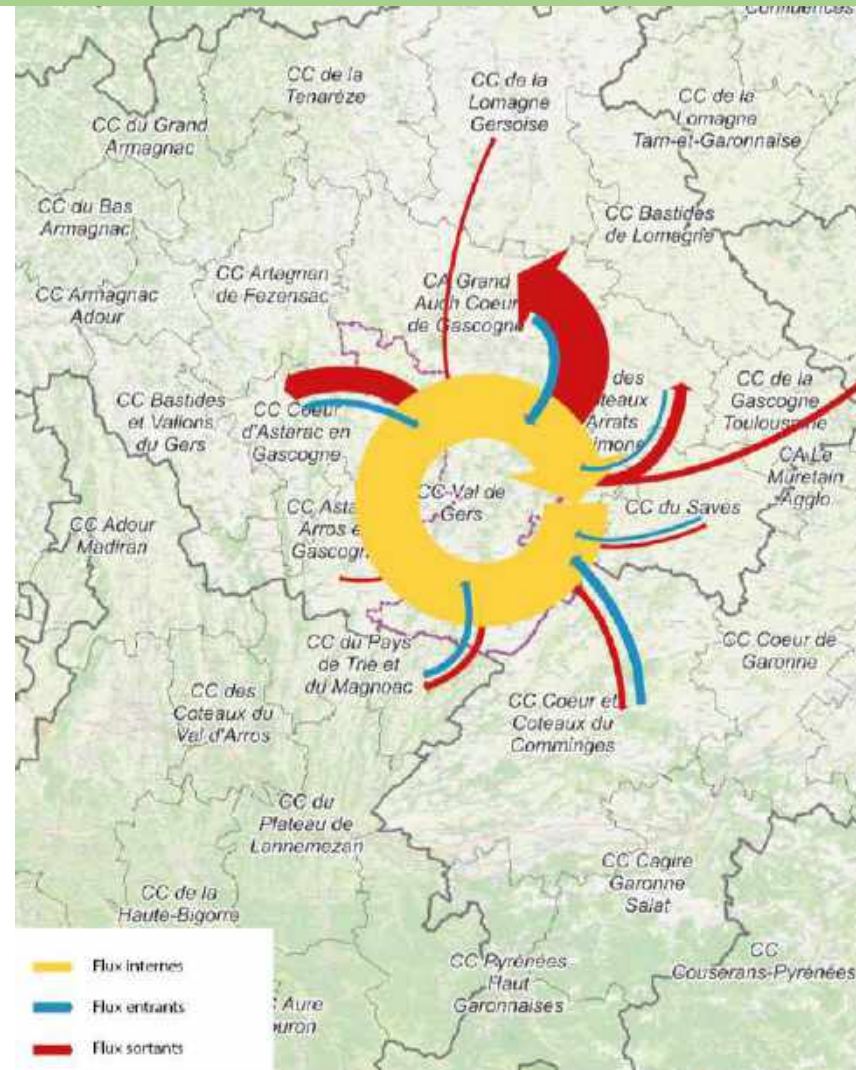 Confluences
CC de la
Tenarèze
CC de la
Lomagne
Gersoise
CC de la
Lomagne
Tarn-et-Garonnaise
CC du Grand
Armagnac
CC du Bas
Armagnac
CC Bastides
de Lomagne
CC Artagnan
de Fezensac
CA Grand
Auch Coeur
de Gascogne
CC Armagnac
Adour
CC Bastides
et Vallons
du Gers
CC Coeur
d'Astarac en
Gascogne
des
Arrats
CC de la
Gascogne
Toulousaine
CA Le
Muretain
Agglo
CC Val de
Gers
CC du Savès
CC Adour
Madiran
CC
Arros
CC du Pays
de Trie et
du Magnoac
CC Coeur de
Garonne
CC des
Coteaux du
Val d'Arros
CC Coeur et
Coteaux du
Comminges
CC du
Plateau de
Lannemezan
CC Cagire
Garonne
Salat
CC de la
Haute-Bigorre
CC Pyrénées
Haut
Garonnaises
CC
Couserans-Pyrénées
Aure
Flux internes
Flux entrants
Flux sortants